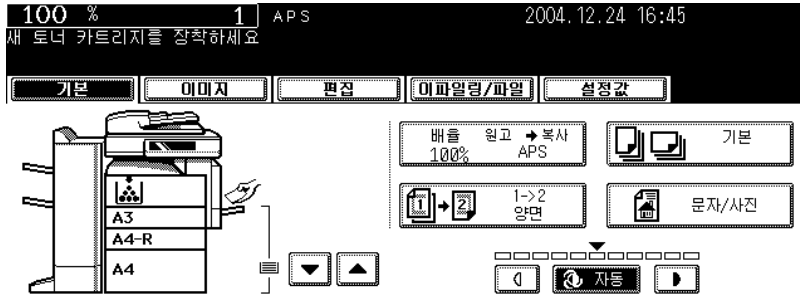 100 % 1 APS 2004.12.24 16:45
새 토너 카트리지를 장착하세요
기본 이미지 편집 이파일링/파일 설정값
배율 원고 ➔ 복사
100% APS
기본
1 ➔ 2
1->2
양면
문자/사진
A3
A4-R
A4
자동